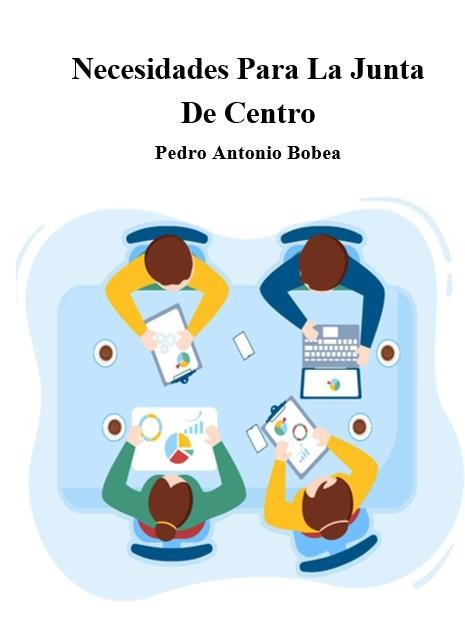 Necesidades Para La Junta
De Centro
Pedro Antonio Bobea